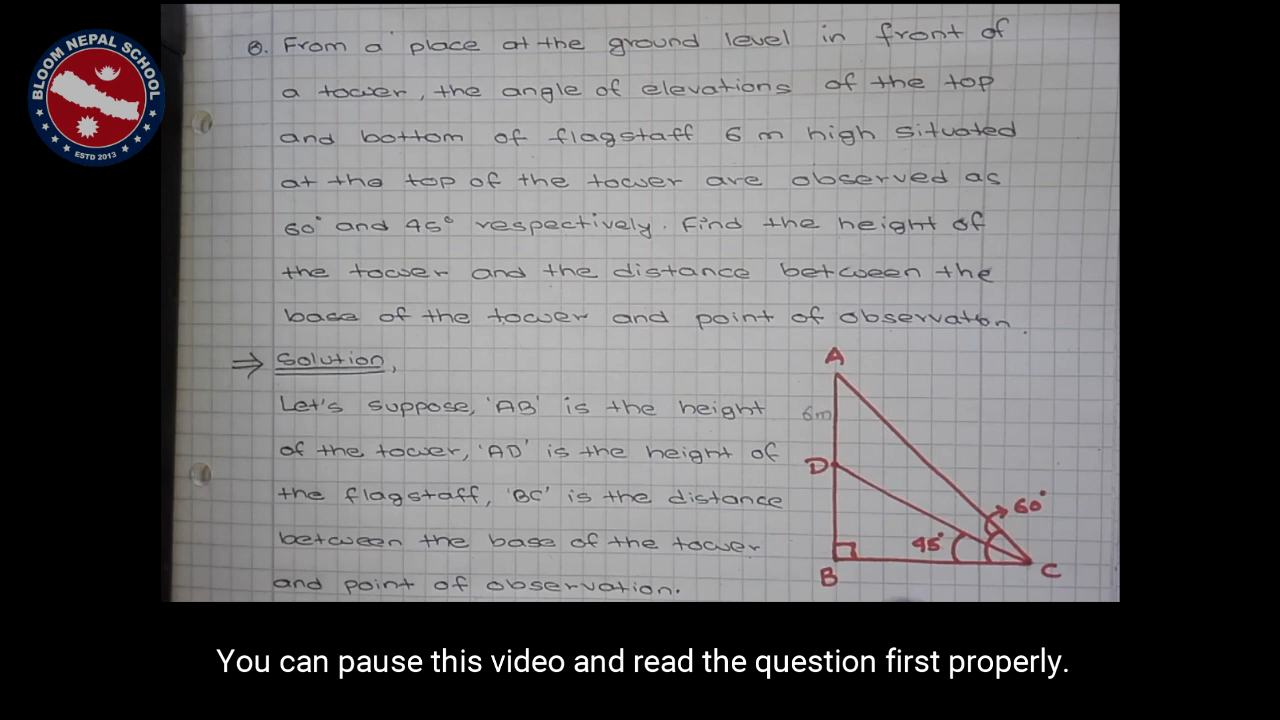 BLOOM NEPAL SCHOOL
ESTD 2013
Q. From a place at the ground level in front of
a tower, the angle of elevations of the top
and bottom of flagstaff 6 m high situated
at the top of the tower are observed as
60° and 45° respectively. Find the height of
the tower and the distance between the
base of the tower and point of observaton.
⇒ Solution,
Let's suppose, 'AB' is the height
of the tower, 'AD' is the height of
the flagstaff, 'BC' is the distance
between the base of the tower
and point of observation.
A
6m
D
60°
45°
B
C
You can pause this video and read the question first properly.